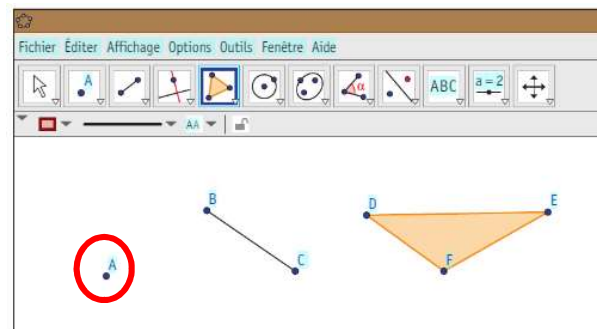 Fichier Éditer Affichage Options Outils Fenêtre Aide
A α ABC a=2
AA
B D E
A C F